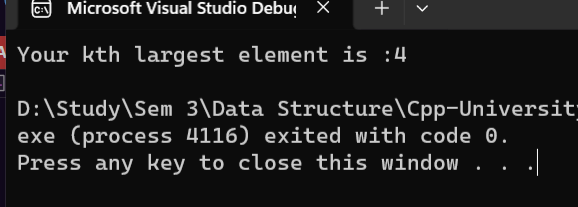 Microsoft Visual Studio Debu
Your kth largest element is :4
D:\Study\Sem 3\Data Structure\Cpp-University
exe (process 4116) exited with code 0.
Press any key to close this window . . .